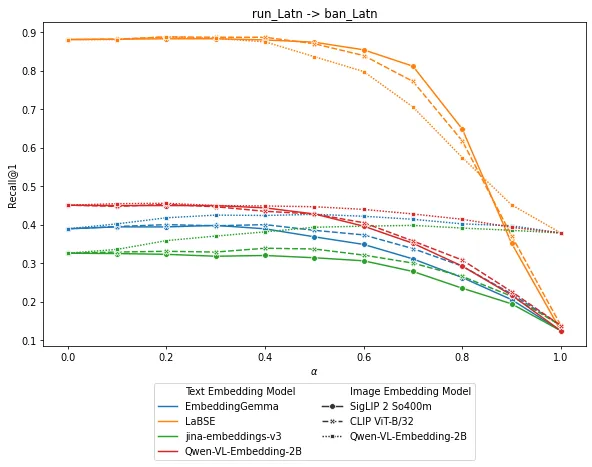 run_Latn -> ban_Latn
0.9
0.8
0.7
0.6
0.5
0.4
0.3
0.2
0.1
Recall@1
0.0 0.2 0.4 0.6 0.8 1.0
α
Text Embedding Model Image Embedding Model
EmbeddingGemma SigLIP 2 So400m
LaBSE CLIP ViT-B/32
jina-embeddings-v3 Qwen-VL-Embedding-2B
Qwen-VL-Embedding-2B